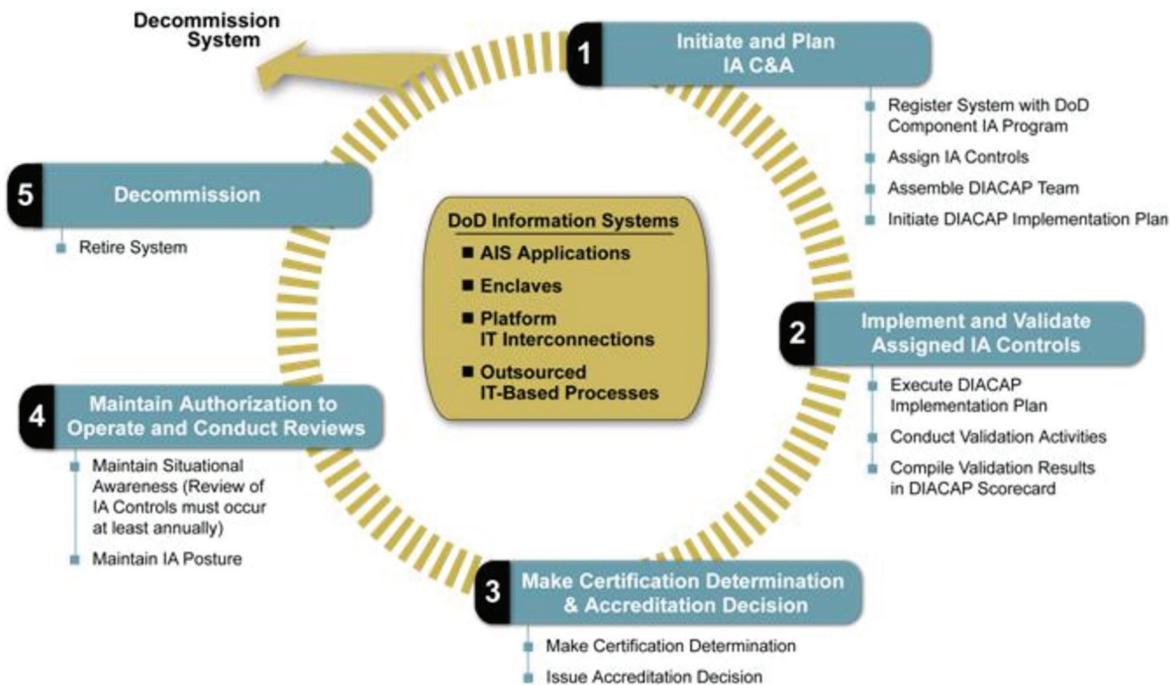 Decommission
System
1
Initiate and Plan
IA C&A
Register System with DoD
Component IA Program
Assign IA Controls
Assemble DIACAP Team
Initiate DIACAP Implementation Plan
2
Implement and Validate
Assigned IA Controls
Execute DIACAP
Implementation Plan
Conduct Validation Activities
Compile Validation Results
in DIACAP Scorecard
3
Make Certification Determination
& Accreditation Decision
Make Certification Determination
Issue Accreditation Decision
4
Maintain Authorization to
Operate and Conduct Reviews
Maintain Situational
Awareness (Review of
IA Controls must occur
at least annually)
Maintain IA Posture
5
Decommission
Retire System
DoD Information Systems
AIS Applications
Enclaves
Platform
IT Interconnections
Outsourced
IT-Based Processes